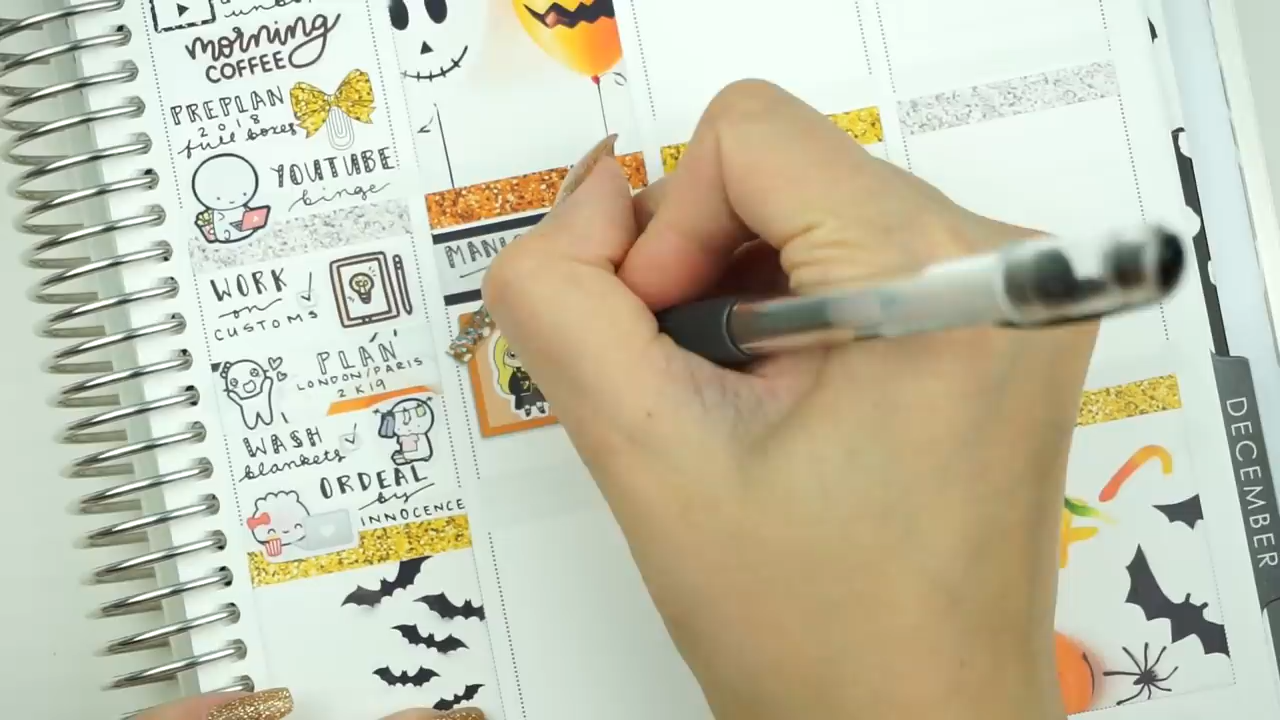 morning
COFFEE
PREPLAN
2018
full boxes
YOUTUBE
binge
WORK
on
CUSTOMS
PLAN
LONDON/PARIS
2K19
WASH
blankets
ORDEAL
by
INNOCENCE
DECEMBER